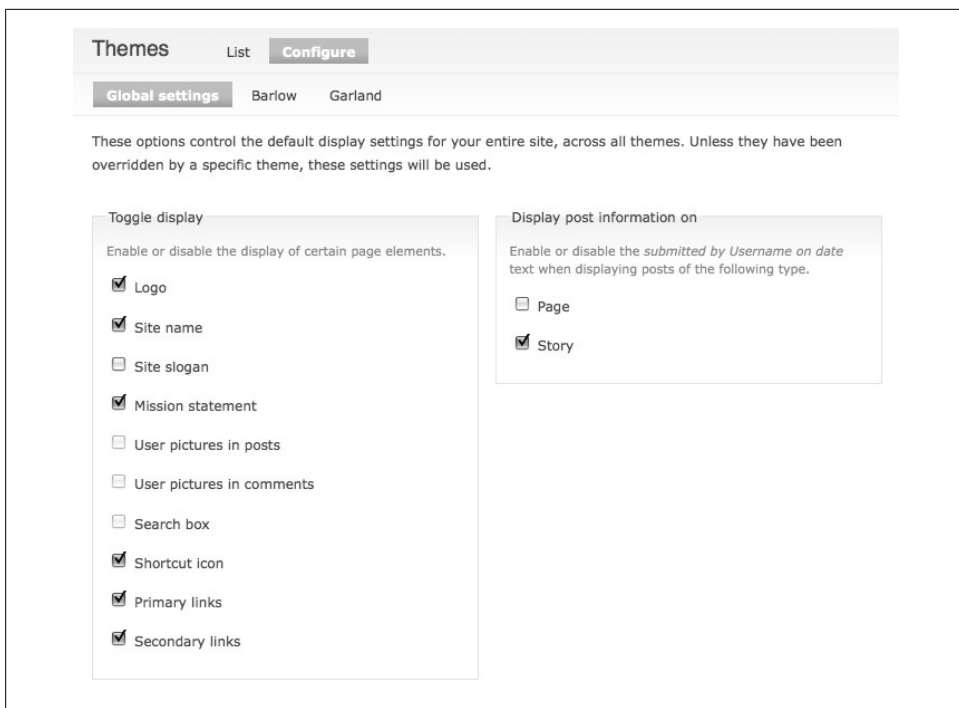 Themes List Configure
Global settings Barlow Garland
These options control the default display settings for your entire site, across all themes. Unless they have been
overridden by a specific theme, these settings will be used.
Toggle display
Enable or disable the display of certain page elements.
Logo
Site name
Site slogan
Mission statement
User pictures in posts
User pictures in comments
Search box
Shortcut icon
Primary links
Secondary links
Display post information on
Enable or disable the submitted by Username on date
text when displaying posts of the following type.
Page
Story